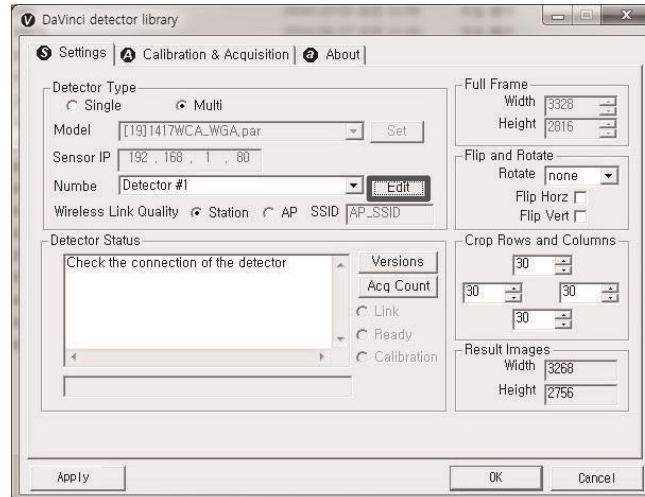 DaVinci detector library
Settings
Calibration & Acquisition
About
Detector Type
Single Multi
Model [19]1417WCA_WGA,par Set
Sensor IP 192 . 168 . 1 . 80
Numbe Detector #1 Edit
Wireless Link Quality Station AP SSID AP_SSID
Detector Status
Check the connection of the detector
Versions
Acq Count
Link
Ready
Calibration
Full Frame
Width 3328
Height 2816
Flip and Rotate
Rotate none
Flip Horz
Flip Vert
Crop Rows and Columns
30
30 30
30
Result Images
Width 3268
Height 2756
Apply
OK
Cancel